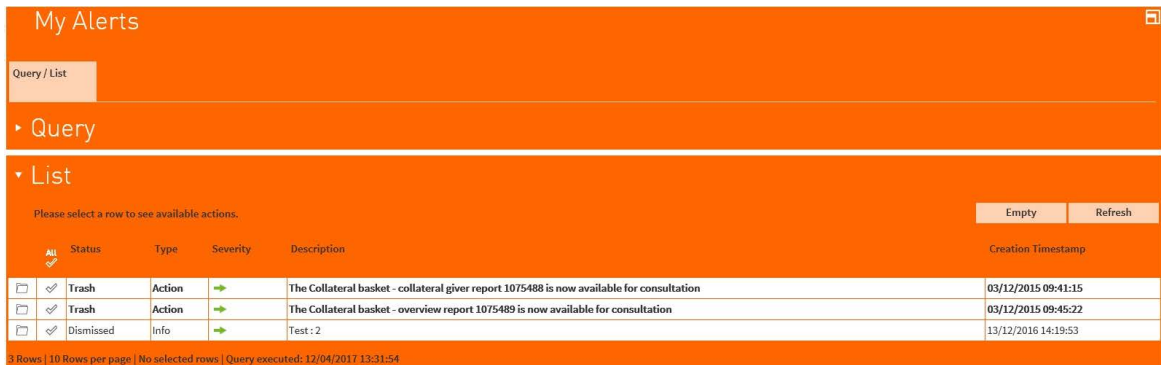 My Alerts
Query / List
Query
List
Please select a row to see available actions.
Empty Refresh
All Status Type Severity Description Creation Timestamp
Trash Action The Collateral basket - collateral giver report 1075488 is now available for consultation 03/12/2015 09:41:15
Trash Action The Collateral basket - overview report 1075489 is now available for consultation 03/12/2015 09:45:22
Dismissed Info Test : 2 13/12/2016 14:19:53
3 Rows | 10 Rows per page | No selected rows | Query executed: 12/04/2017 13:31:54